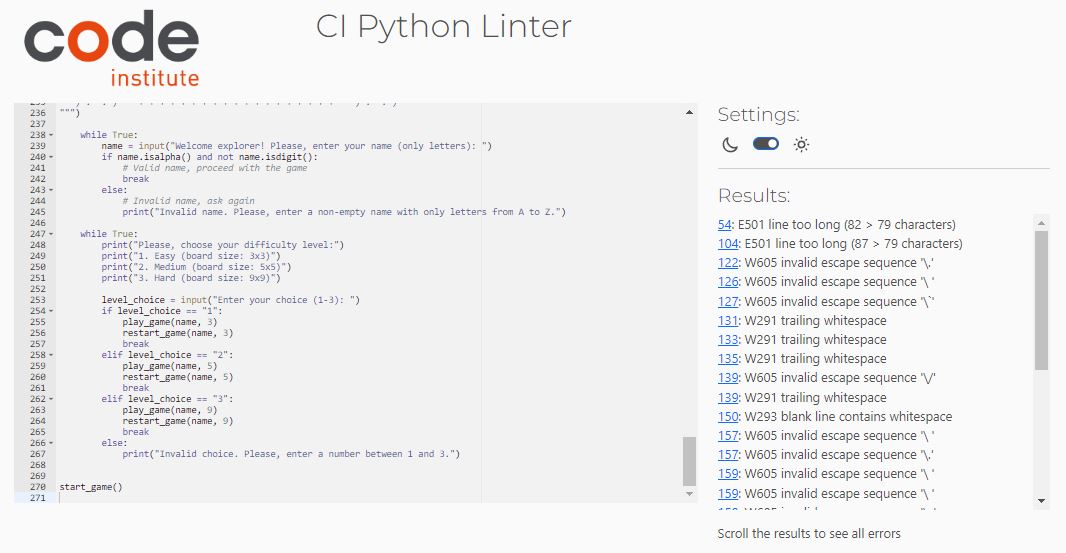 code
institute
CI Python Linter
236 """)
237
238 while True:
239 name = input("Welcome explorer! Please, enter your name (only letters): ")
240 if name.isalpha() and not name.isdigit():
241 # Valid name, proceed with the game
242 break
243 else:
244 # Invalid name, ask again
245 print("Invalid name. Please, enter a non-empty name with only letters from A to Z.")
246
247 while True:
248 print("Please, choose your difficulty level:")
249 print("1. Easy (board size: 3x3)")
250 print("2. Medium (board size: 5x5)")
251 print("3. Hard (board size: 9x9)")
252
253 level_choice = input("Enter your choice (1-3): ")
254 if level_choice == "1":
255 play_game(name, 3)
256 restart_game(name, 3)
257 break
258 elif level_choice == "2":
259 play_game(name, 5)
260 restart_game(name, 5)
261 break
262 elif level_choice == "3":
263 play_game(name, 9)
264 restart_game(name, 9)
265 break
266 else:
267 print("Invalid choice. Please, enter a number between 1 and 3.")
268
269
270 start_game()
271
Settings:
Results:
54: E501 line too long (82 > 79 characters)
104: E501 line too long (87 > 79 characters)
122: W605 invalid escape sequence '\.'
126: W605 invalid escape sequence '\ '
127: W605 invalid escape sequence '\`'
131: W291 trailing whitespace
133: W291 trailing whitespace
135: W291 trailing whitespace
139: W605 invalid escape sequence '\/'
139: W291 trailing whitespace
150: W293 blank line contains whitespace
157: W605 invalid escape sequence '\ '
157: W605 invalid escape sequence '\.'
159: W605 invalid escape sequence '\ '
159: W605 invalid escape sequence '\ '
Scroll the results to see all errors